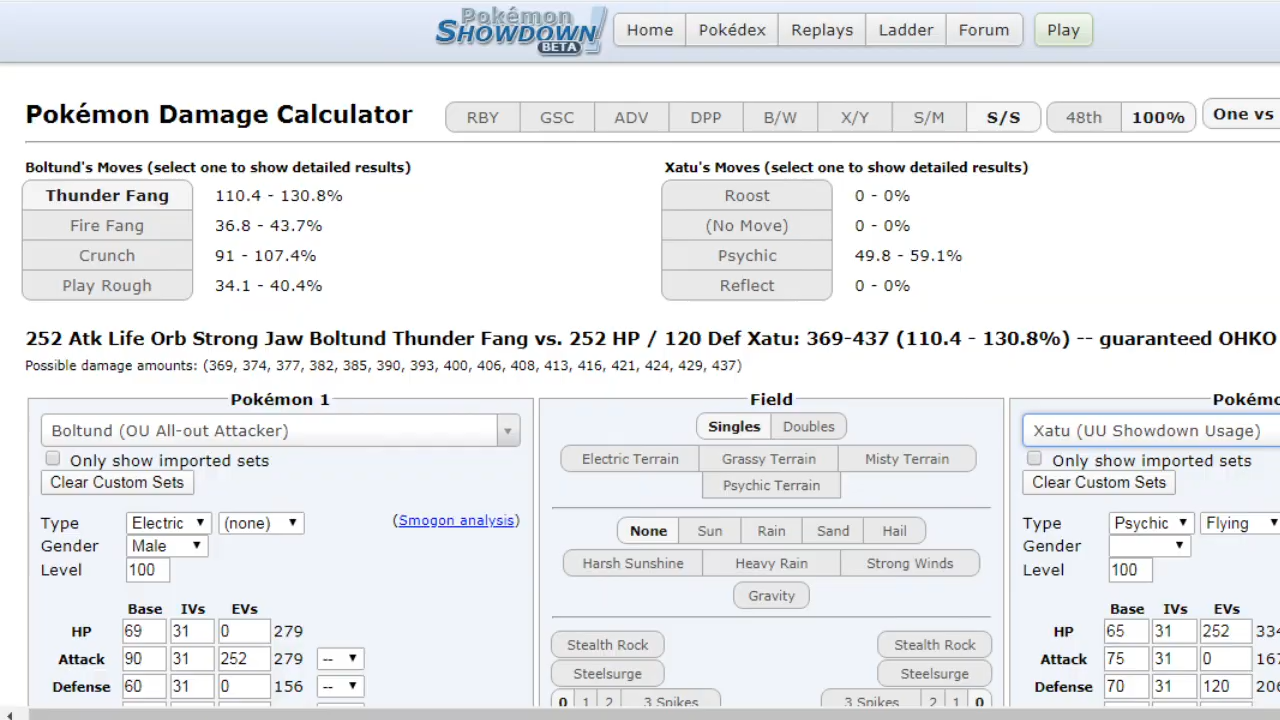 Pokémon
SHOWDOWN!
BETA
Home Pokédex Replays Ladder Forum Play
Pokémon Damage Calculator RBY GSC ADV DPP B/W X/Y S/M S/S 48th 100% One vs
Boltund's Moves (select one to show detailed results)
Thunder Fang 110.4 - 130.8%
Fire Fang 36.8 - 43.7%
Crunch 91 - 107.4%
Play Rough 34.1 - 40.4%
Xatu's Moves (select one to show detailed results)
Roost 0 - 0%
(No Move) 0 - 0%
Psychic 49.8 - 59.1%
Reflect 0 - 0%
252 Atk Life Orb Strong Jaw Boltund Thunder Fang vs. 252 HP / 120 Def Xatu: 369-437 (110.4 - 130.8%) -- guaranteed OHKO
Possible damage amounts: (369, 374, 377, 382, 385, 390, 393, 400, 406, 408, 413, 416, 421, 424, 429, 437)
Pokémon 1
Boltund (OU All-out Attacker)
Only show imported sets
Clear Custom Sets
Type Electric (none) (Smogon analysis)
Gender Male
Level 100
Base IVs EVs
HP 69 31 0 279
Attack 90 31 252 279 --
Defense 60 31 0 156 --
Field
Singles Doubles
Electric Terrain Grassy Terrain Misty Terrain
Psychic Terrain
None Sun Rain Sand Hail
Harsh Sunshine Heavy Rain Strong Winds
Gravity
Stealth Rock Stealth Rock
Steelsurge Steelsurge
0 1 2 3 Spikes 3 Spikes 2 1 0
Pokémo
Xatu (UU Showdown Usage)
Only show imported sets
Clear Custom Sets
Type Psychic Flying
Gender
Level 100
Base IVs EVs
HP 65 31 252 334
Attack 75 31 0 167
Defense 70 31 120 206